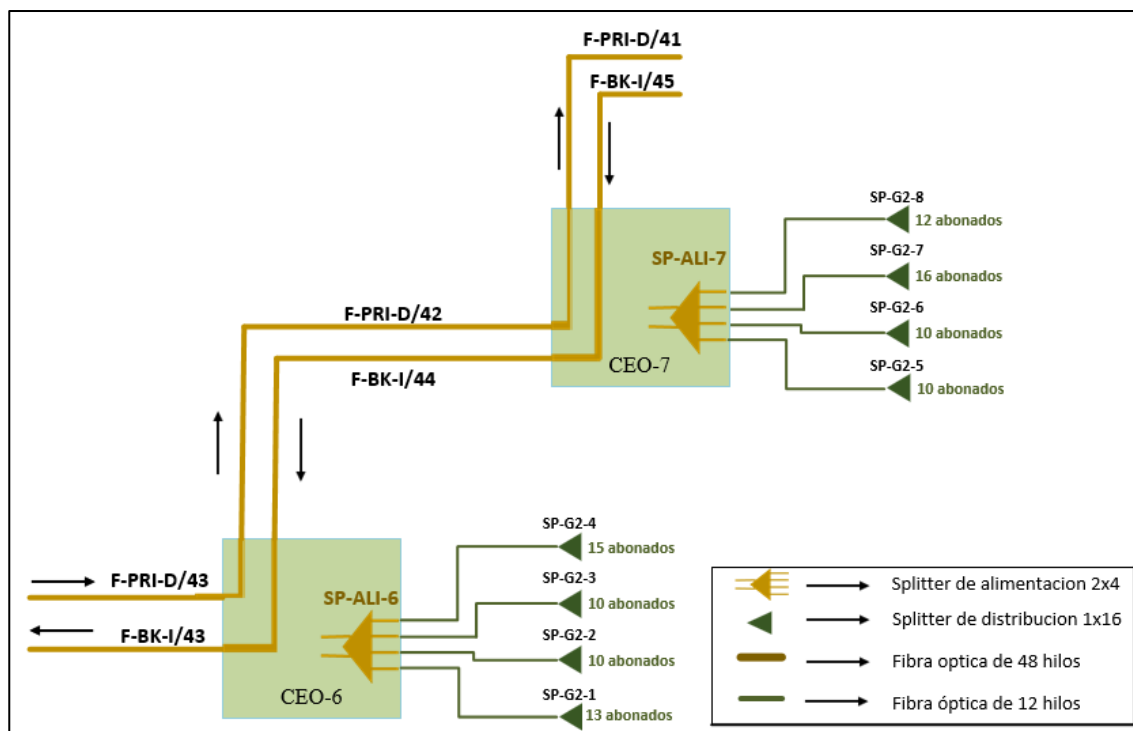 F-PRI-D/41
F-BK-I/45
SP-G2-8
12 abonados
SP-G2-7
SP-ALI-7
16 abonados
SP-G2-6
F-PRI-D/42
10 abonados
SP-G2-5
CEO-7
F-BK-I/44
10 abonados
SP-G2-4
15 abonados
F-PRI-D/43
SP-G2-3
10 abonados
SP-ALI-6
F-BK-I/43
SP-G2-2
10 abonados
CEO-6
SP-G2-1
13 abonados
Splitter de alimentacion 2x4
Splitter de distribucion 1x16
Fibra optica de 48 hilos
Fibra óptica de 12 hilos